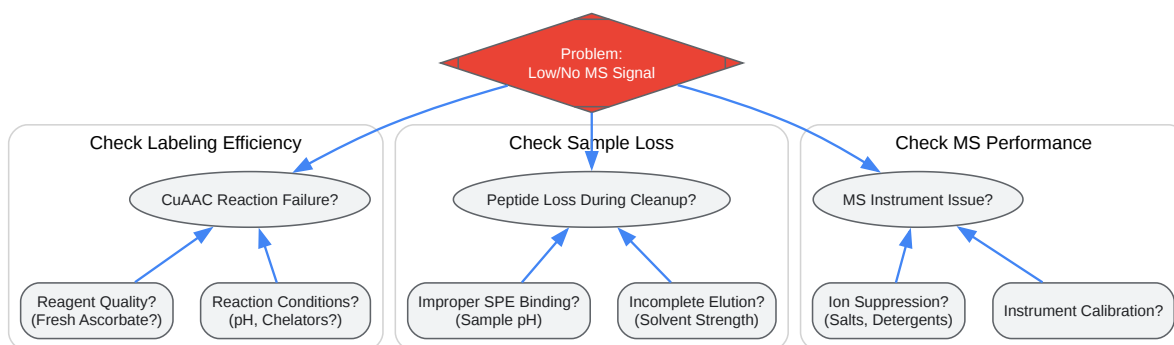 Problem:
Low/No MS Signal
Check Labeling Efficiency
CuAAC Reaction Failure?
Reagent Quality?
(Fresh Ascorbate?)
Reaction Conditions?
(pH, Chelators?)
Check Sample Loss
Peptide Loss During Cleanup?
Improper SPE Binding?
(Sample pH)
Incomplete Elution?
(Solvent Strength)
Check MS Performance
MS Instrument Issue?
Ion Suppression?
(Salts, Detergents)
Instrument Calibration?